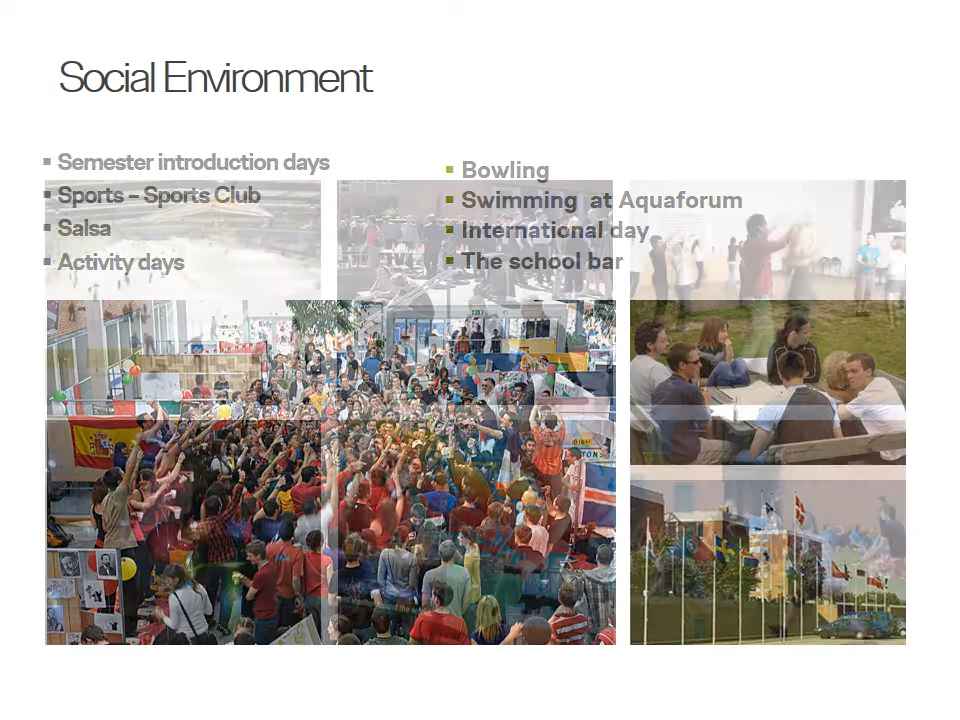 Social Environment
▪ Semester introduction days
▪ Sports – Sports Club
▪ Salsa
▪ Activity days
▪ Bowling
▪ Swimming at Aquaforum
▪ International day
▪ The school bar